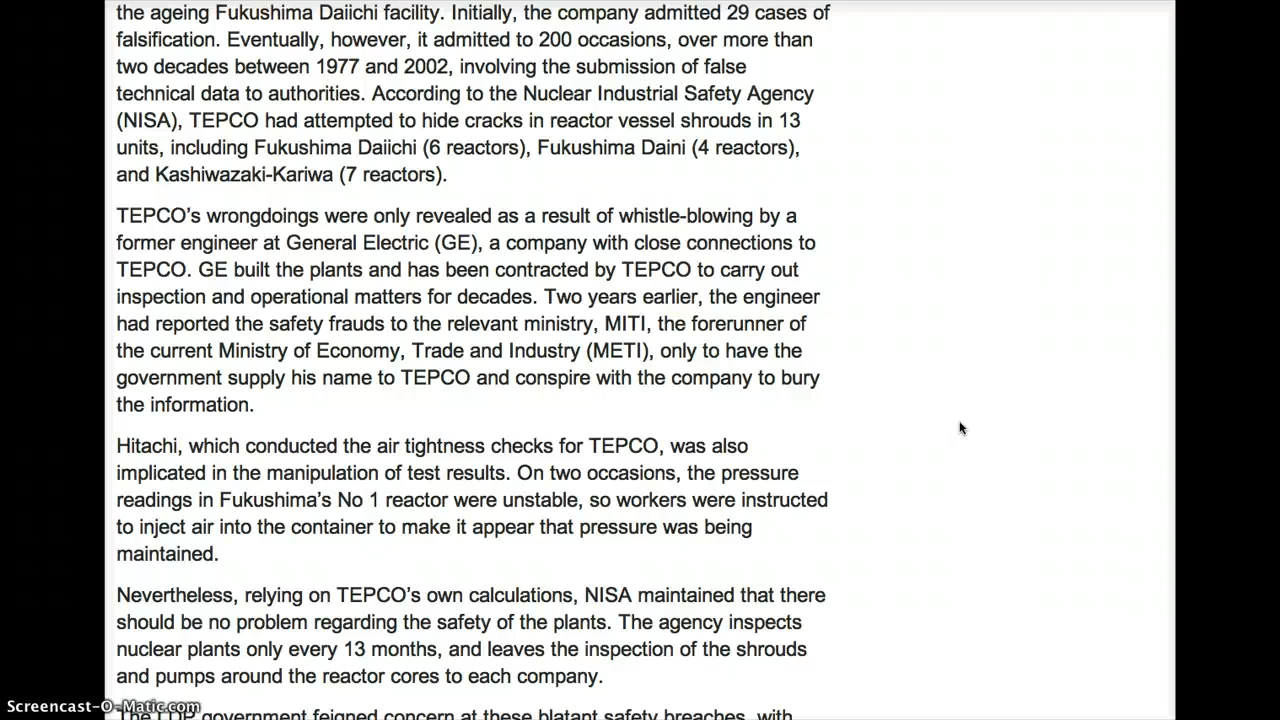 the ageing Fukushima Daiichi facility. Initially, the company admitted 29 cases of
falsification. Eventually, however, it admitted to 200 occasions, over more than
two decades between 1977 and 2002, involving the submission of false
technical data to authorities. According to the Nuclear Industrial Safety Agency
(NISA), TEPCO had attempted to hide cracks in reactor vessel shrouds in 13
units, including Fukushima Daiichi (6 reactors), Fukushima Daini (4 reactors),
and Kashiwazaki-Kariwa (7 reactors).
TEPCO’s wrongdoings were only revealed as a result of whistle-blowing by a
former engineer at General Electric (GE), a company with close connections to
TEPCO. GE built the plants and has been contracted by TEPCO to carry out
inspection and operational matters for decades. Two years earlier, the engineer
had reported the safety frauds to the relevant ministry, MITI, the forerunner of
the current Ministry of Economy, Trade and Industry (METI), only to have the
government supply his name to TEPCO and conspire with the company to bury
the information.
Hitachi, which conducted the air tightness checks for TEPCO, was also
implicated in the manipulation of test results. On two occasions, the pressure
readings in Fukushima’s No 1 reactor were unstable, so workers were instructed
to inject air into the container to make it appear that pressure was being
maintained.
Nevertheless, relying on TEPCO’s own calculations, NISA maintained that there
should be no problem regarding the safety of the plants. The agency inspects
nuclear plants only every 13 months, and leaves the inspection of the shrouds
and pumps around the reactor cores to each company.
The LDP government feigned concern at these blatant safety breaches, with
Screencast-O-Matic.com